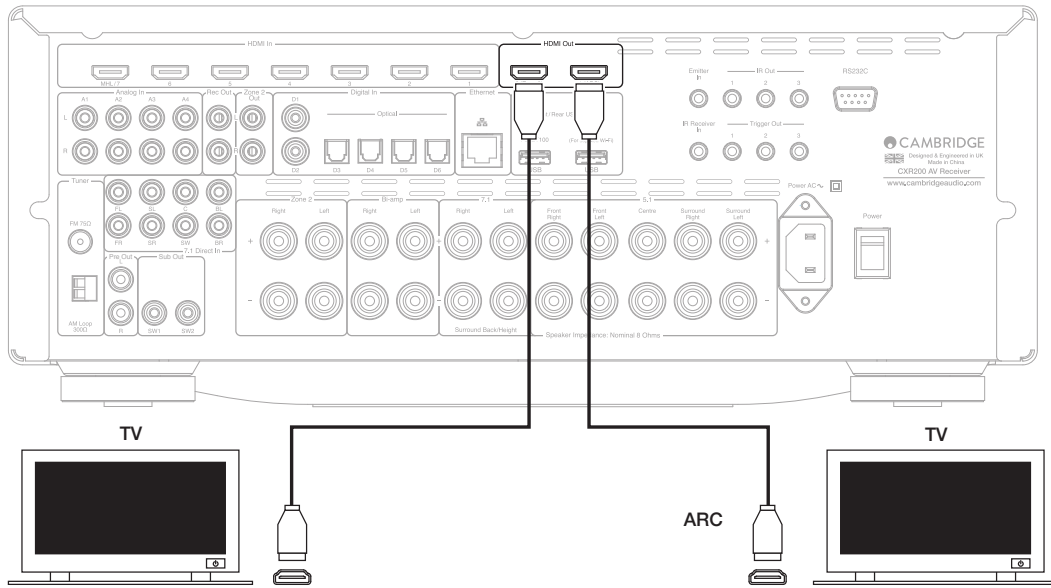 HDMI In
HDMI Out
MHL/7 6 5 4 3 2 1
Emitter In
IR Out
1 2 3
RS232C
Analog In
Rec Out
Zone 2 Out
Digital In
Ethernet
A1 A2 A3 A4
D1
Optical
L
L
R
R
D2 D3 D4 D5 D6
/ Rear US
100
(For
Wi-Fi)
USB
USB
IR Receiver In
Trigger Out
1 2 3
CAMBRIDGE
Designed & Engineered in UK
Made in China
CXR200 AV Receiver
www.cambridgeaudio.com
Tuner
FM 75Ω
AM Loop
300Ω
FL SL C BL
FR SR SW BR
7.1 Direct In
Pre Out
L
R
Sub Out
SW1 SW2
Zone 2
Bi-amp
7.1
5.1
Right Left
Right Left
Right Left
Front Right
Front Left
Centre
Surround Right
Surround Left
+ + +
- - -
Surround Back/Height
Speaker Impedance: Nominal 8 Ohms
Power AC~
Power
TV
TV
ARC